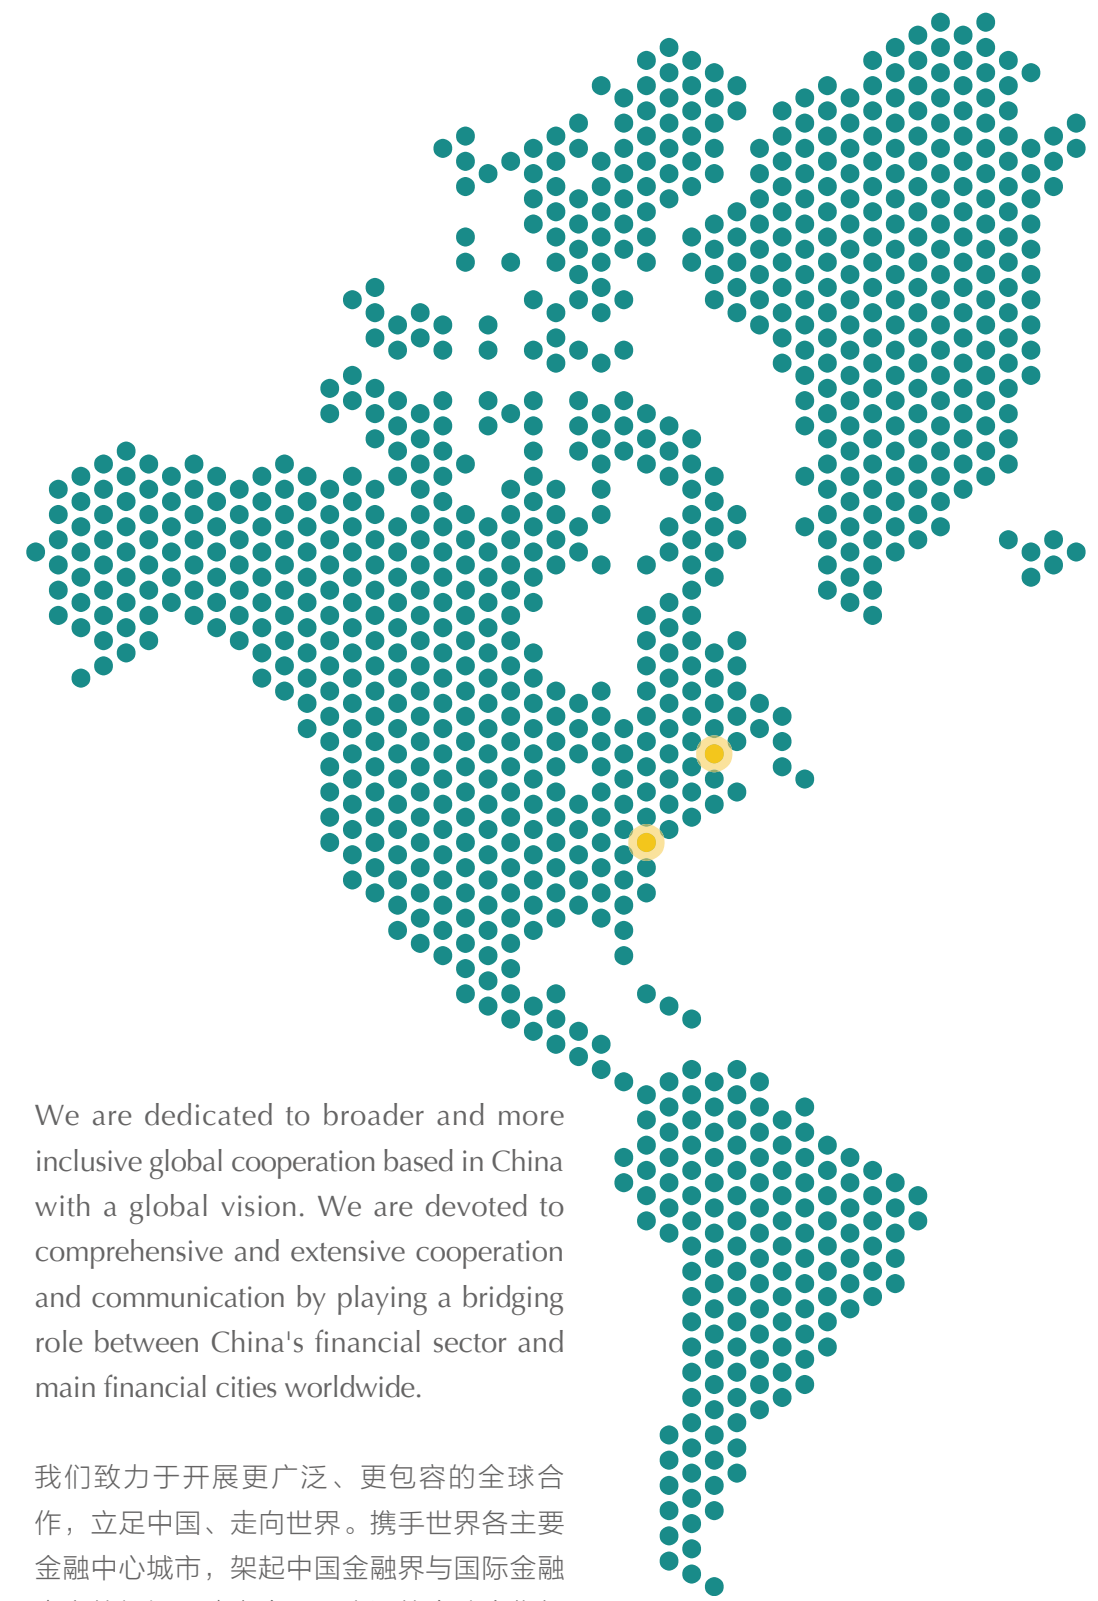 We are dedicated to broader and more
inclusive global cooperation based in China
with a global vision. We are devoted to
comprehensive and extensive cooperation
and communication by playing a bridging
role between China's financial sector and
main financial cities worldwide.
我们致力于开展更广泛、更包容的全球合
作，立足中国、走向世界。携手世界各主要
金融中心城市，架起中国金融界与国际金融